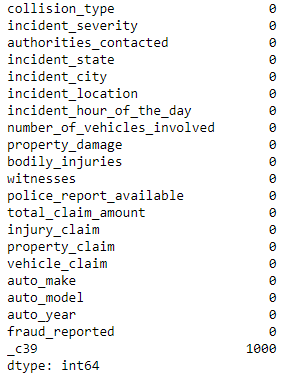 collision_type 0
incident_severity 0
authorities_contacted 0
incident_state 0
incident_city 0
incident_location 0
incident_hour_of_the_day 0
number_of_vehicles_involved 0
property_damage 0
bodily_injuries 0
witnesses 0
police_report_available 0
total_claim_amount 0
injury_claim 0
property_claim 0
vehicle_claim 0
auto_make 0
auto_model 0
auto_year 0
fraud_reported 0
_c39 1000
dtype: int64